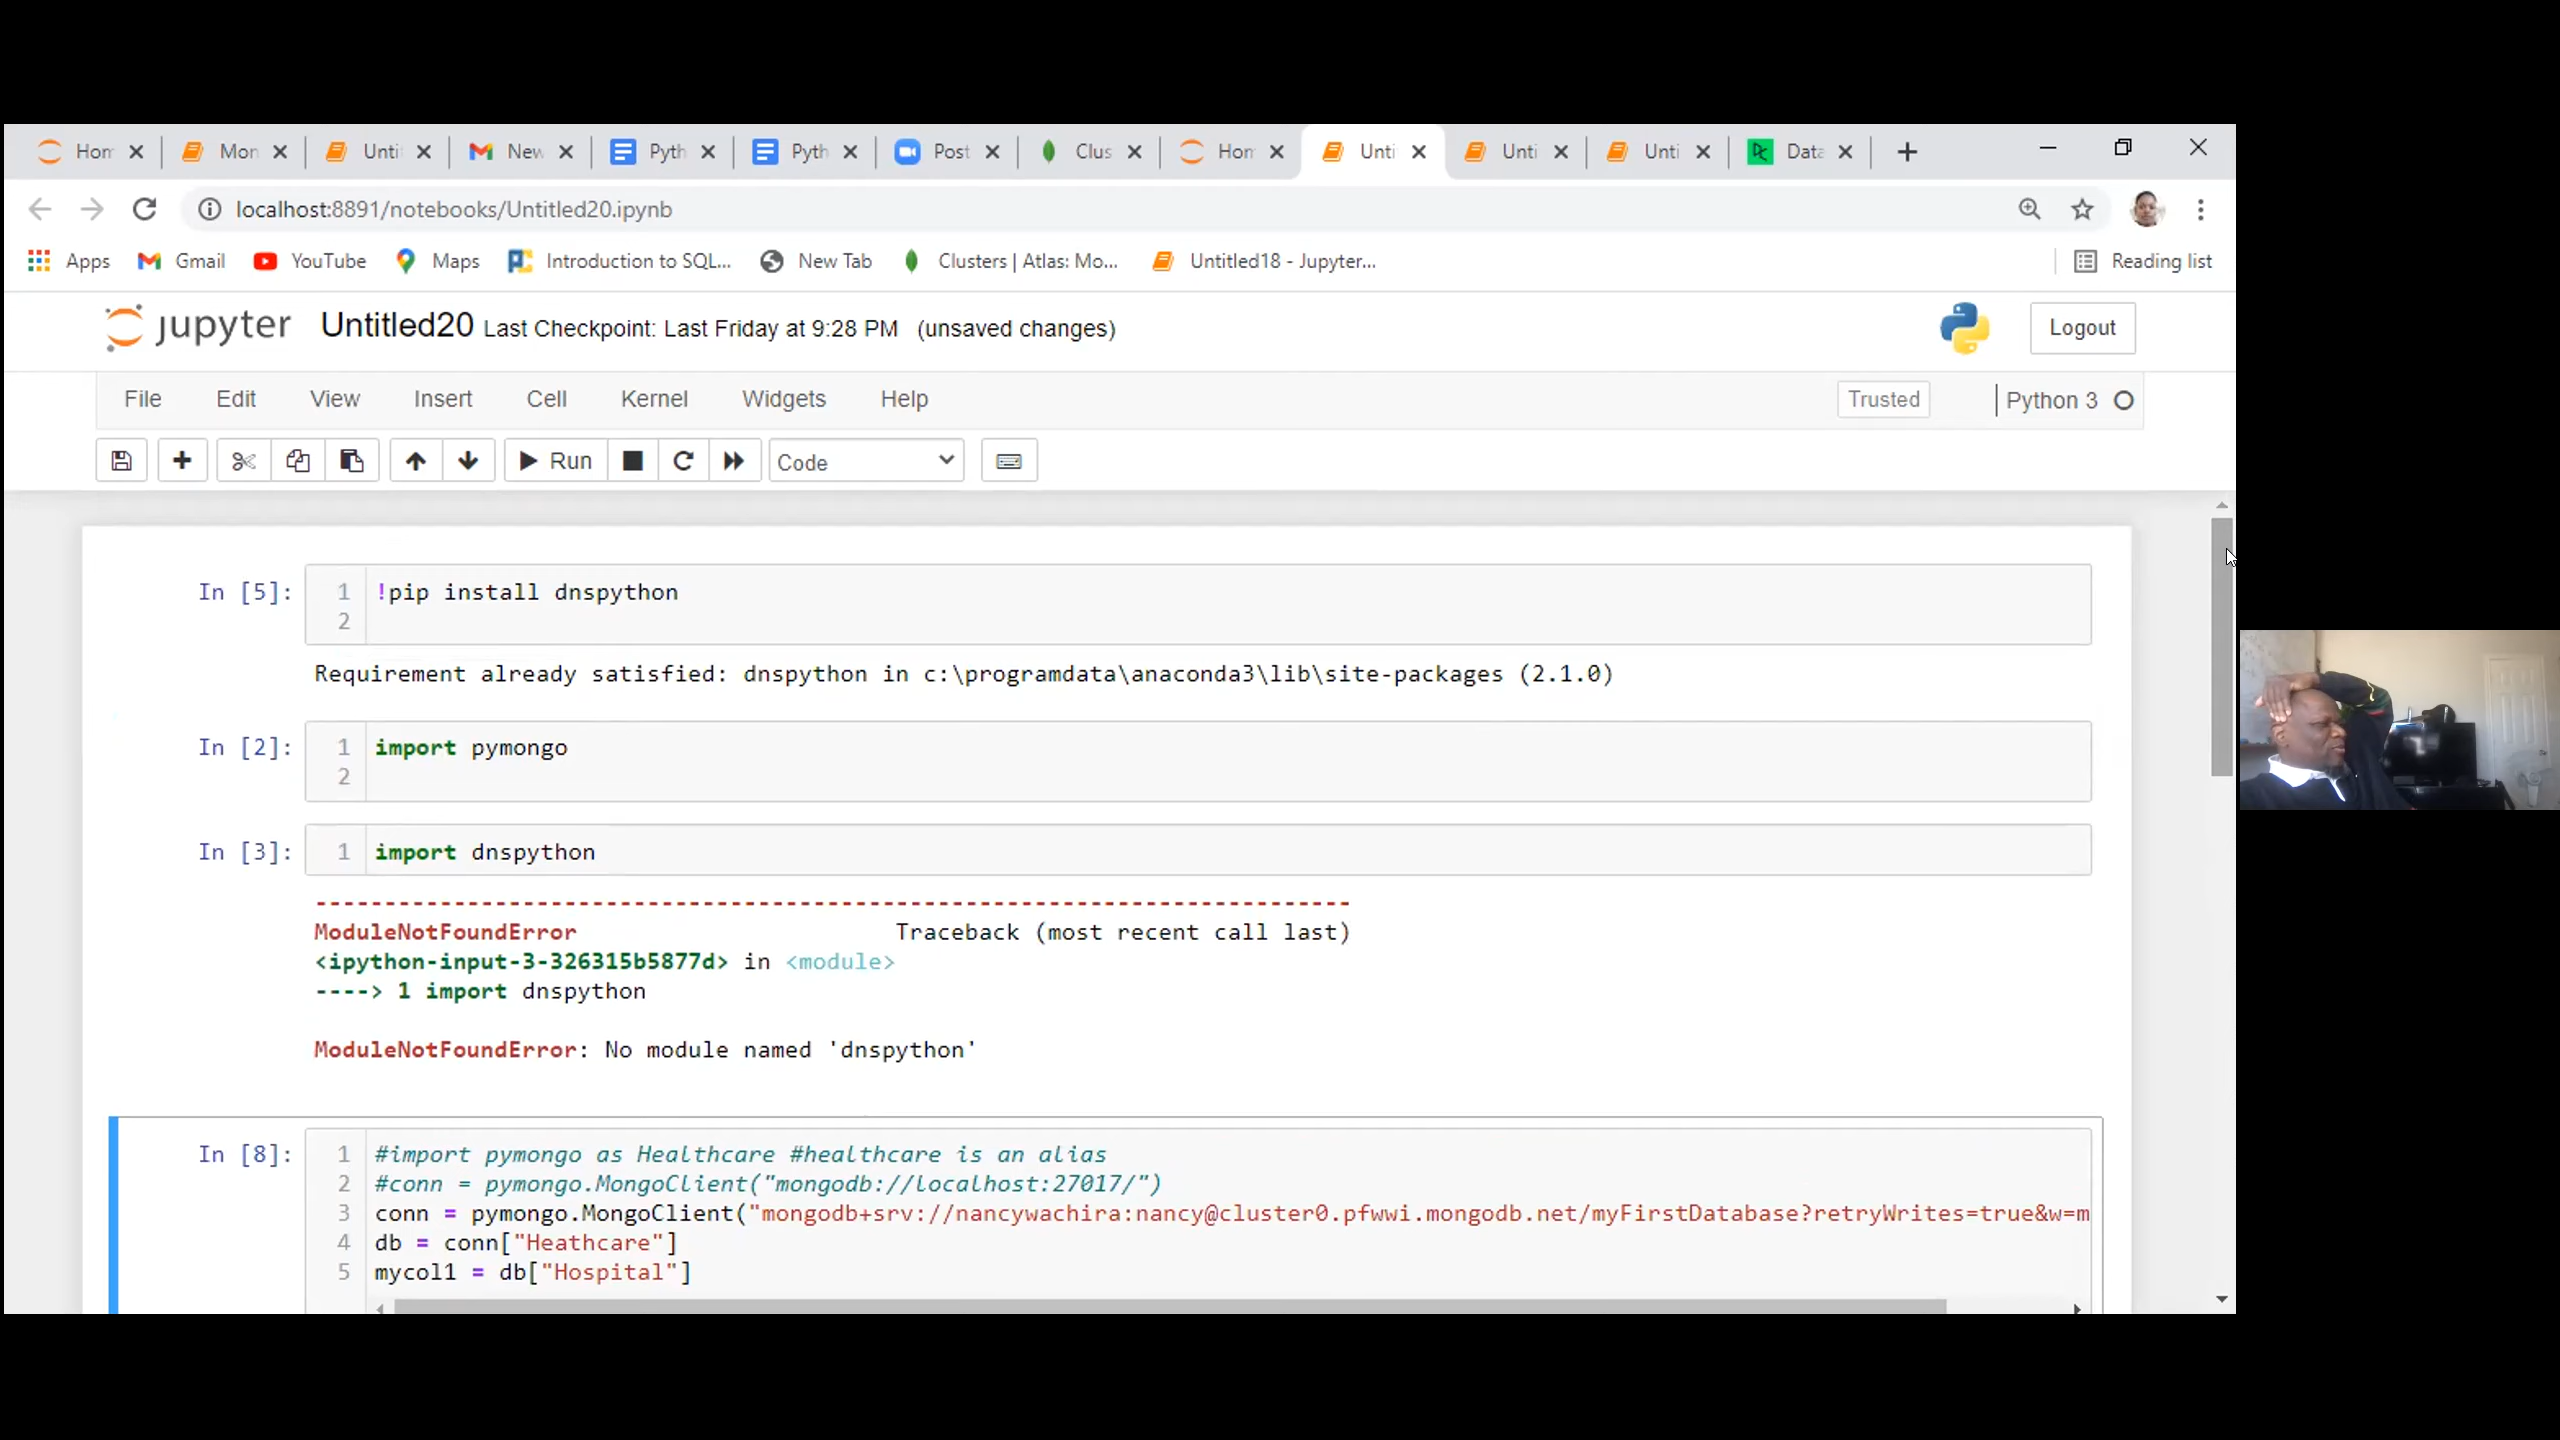 Hom
Mon
Unti
New
Pyth
Pyth
Post
Clus
Hom
Unti
Unti
Unti
Data
localhost:8891/notebooks/Untitled20.ipynb
Apps
Gmail
YouTube
Maps
Introduction to SQL...
New Tab
Clusters | Atlas: Mo...
Untitled18 - Jupyter...
Reading list
jupyter
Untitled20 Last Checkpoint: Last Friday at 9:28 PM (unsaved changes)
Logout
File
Edit
View
Insert
Cell
Kernel
Widgets
Help
Trusted
Python 3
Run
Code
In [5]:
1 !pip install dnspython
2
Requirement already satisfied: dnspython in c:\programdata\anaconda3\lib\site-packages (2.1.0)
In [2]:
1 import pymongo
2
In [3]:
1 import dnspython
---------------------------------------------------------------------------
ModuleNotFoundError Traceback (most recent call last)
<ipython-input-3-326315b5877d> in <module>
----> 1 import dnspython
ModuleNotFoundError: No module named 'dnspython'
In [8]:
1 #import pymongo as Healthcare #healthcare is an alias
2 #conn = pymongo.MongoClient("mongodb://localhost:27017/")
3 conn = pymongo.MongoClient("mongodb+srv://nancywachira:nancy@cluster0.pfwwi.mongodb.net/myFirstDatabase?retryWrites=true&w=m
4 db = conn["Heathcare"]
5 mycol1 = db["Hospital"]